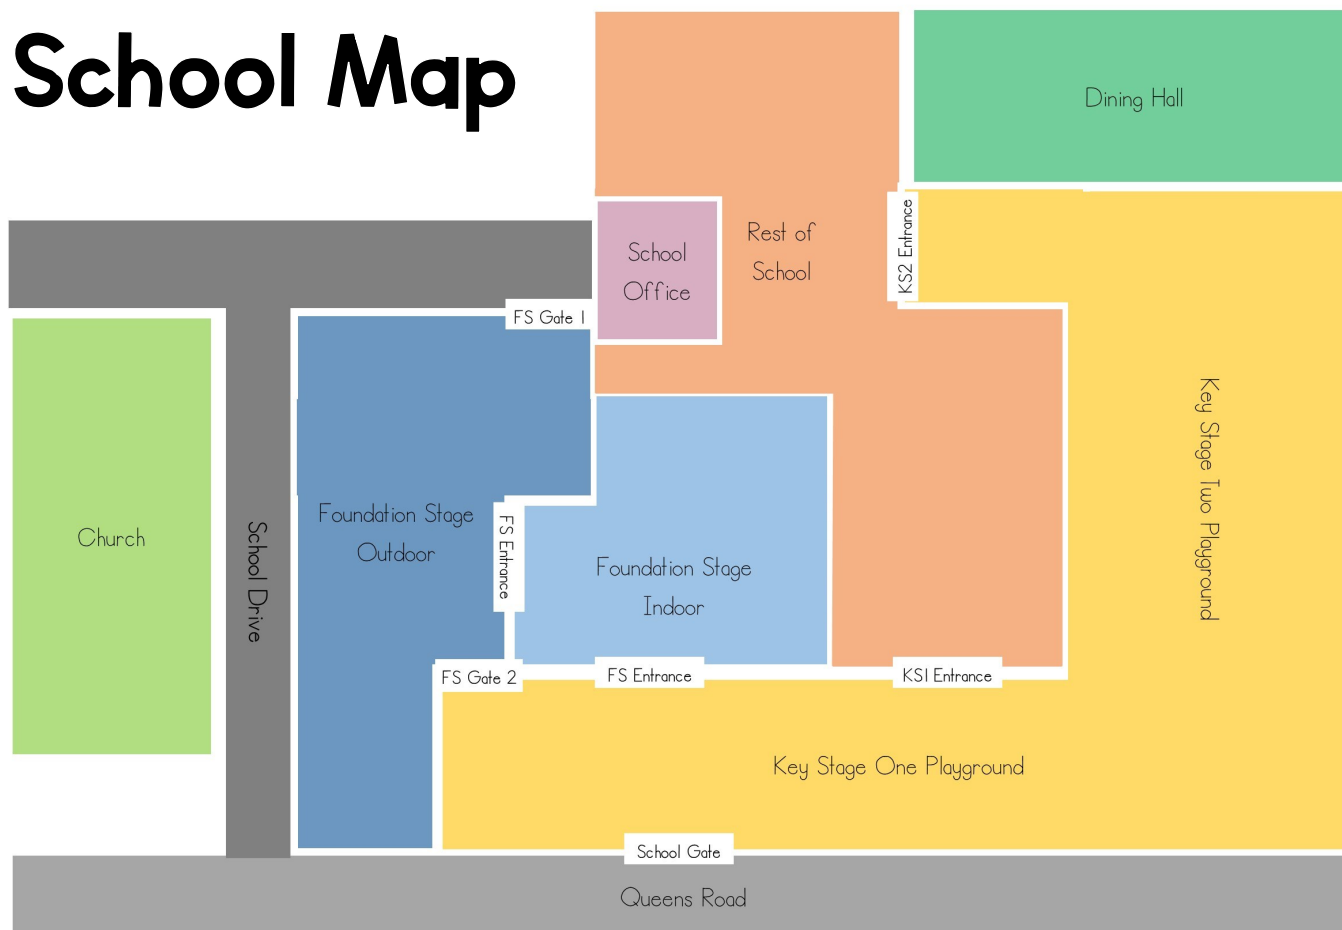 School Map
Dining Hall
KS2 Entrance
Rest of
School
School
Office
FS Gate 1
Key Stage Two Playground
Foundation Stage
Outdoor
FS Entrance
Church
School Drive
Foundation Stage
Indoor
FS Gate 2
FS Entrance
KS1 Entrance
Key Stage One Playground
School Gate
Queens Road